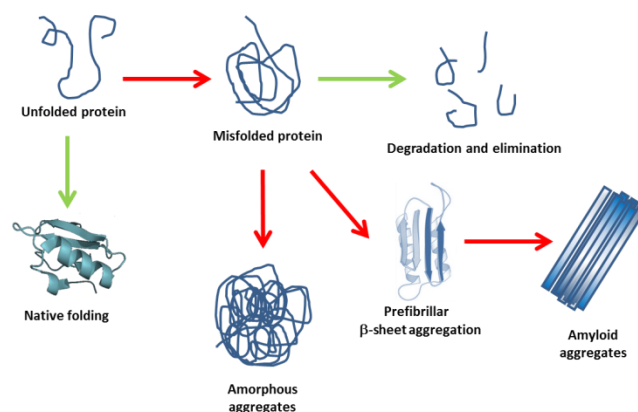 Unfolded protein
Misfolded protein
Degradation and elimination
Native folding
Prefibrillar
β-sheet aggregation
Amyloid
aggregates
Amorphous
aggregates